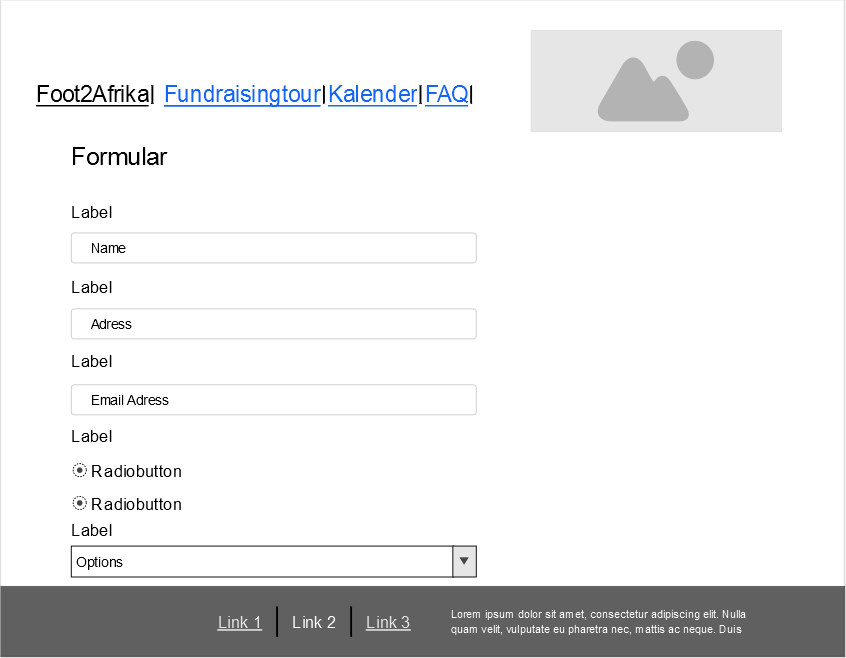 Foot2Afrika| Fundraisingtour|Kalender|FAQ|
Formular
Label
Name
Label
Adress
Label
Email Adress
Label
Radiobutton
Radiobutton
Label
Options
Link 1 | Link 2 | Link 3
Lorem ipsum dolor sit amet, consectetur adipiscing elit. Nulla
quam velit, vulputate eu pharetra nec, mattis ac neque. Duis